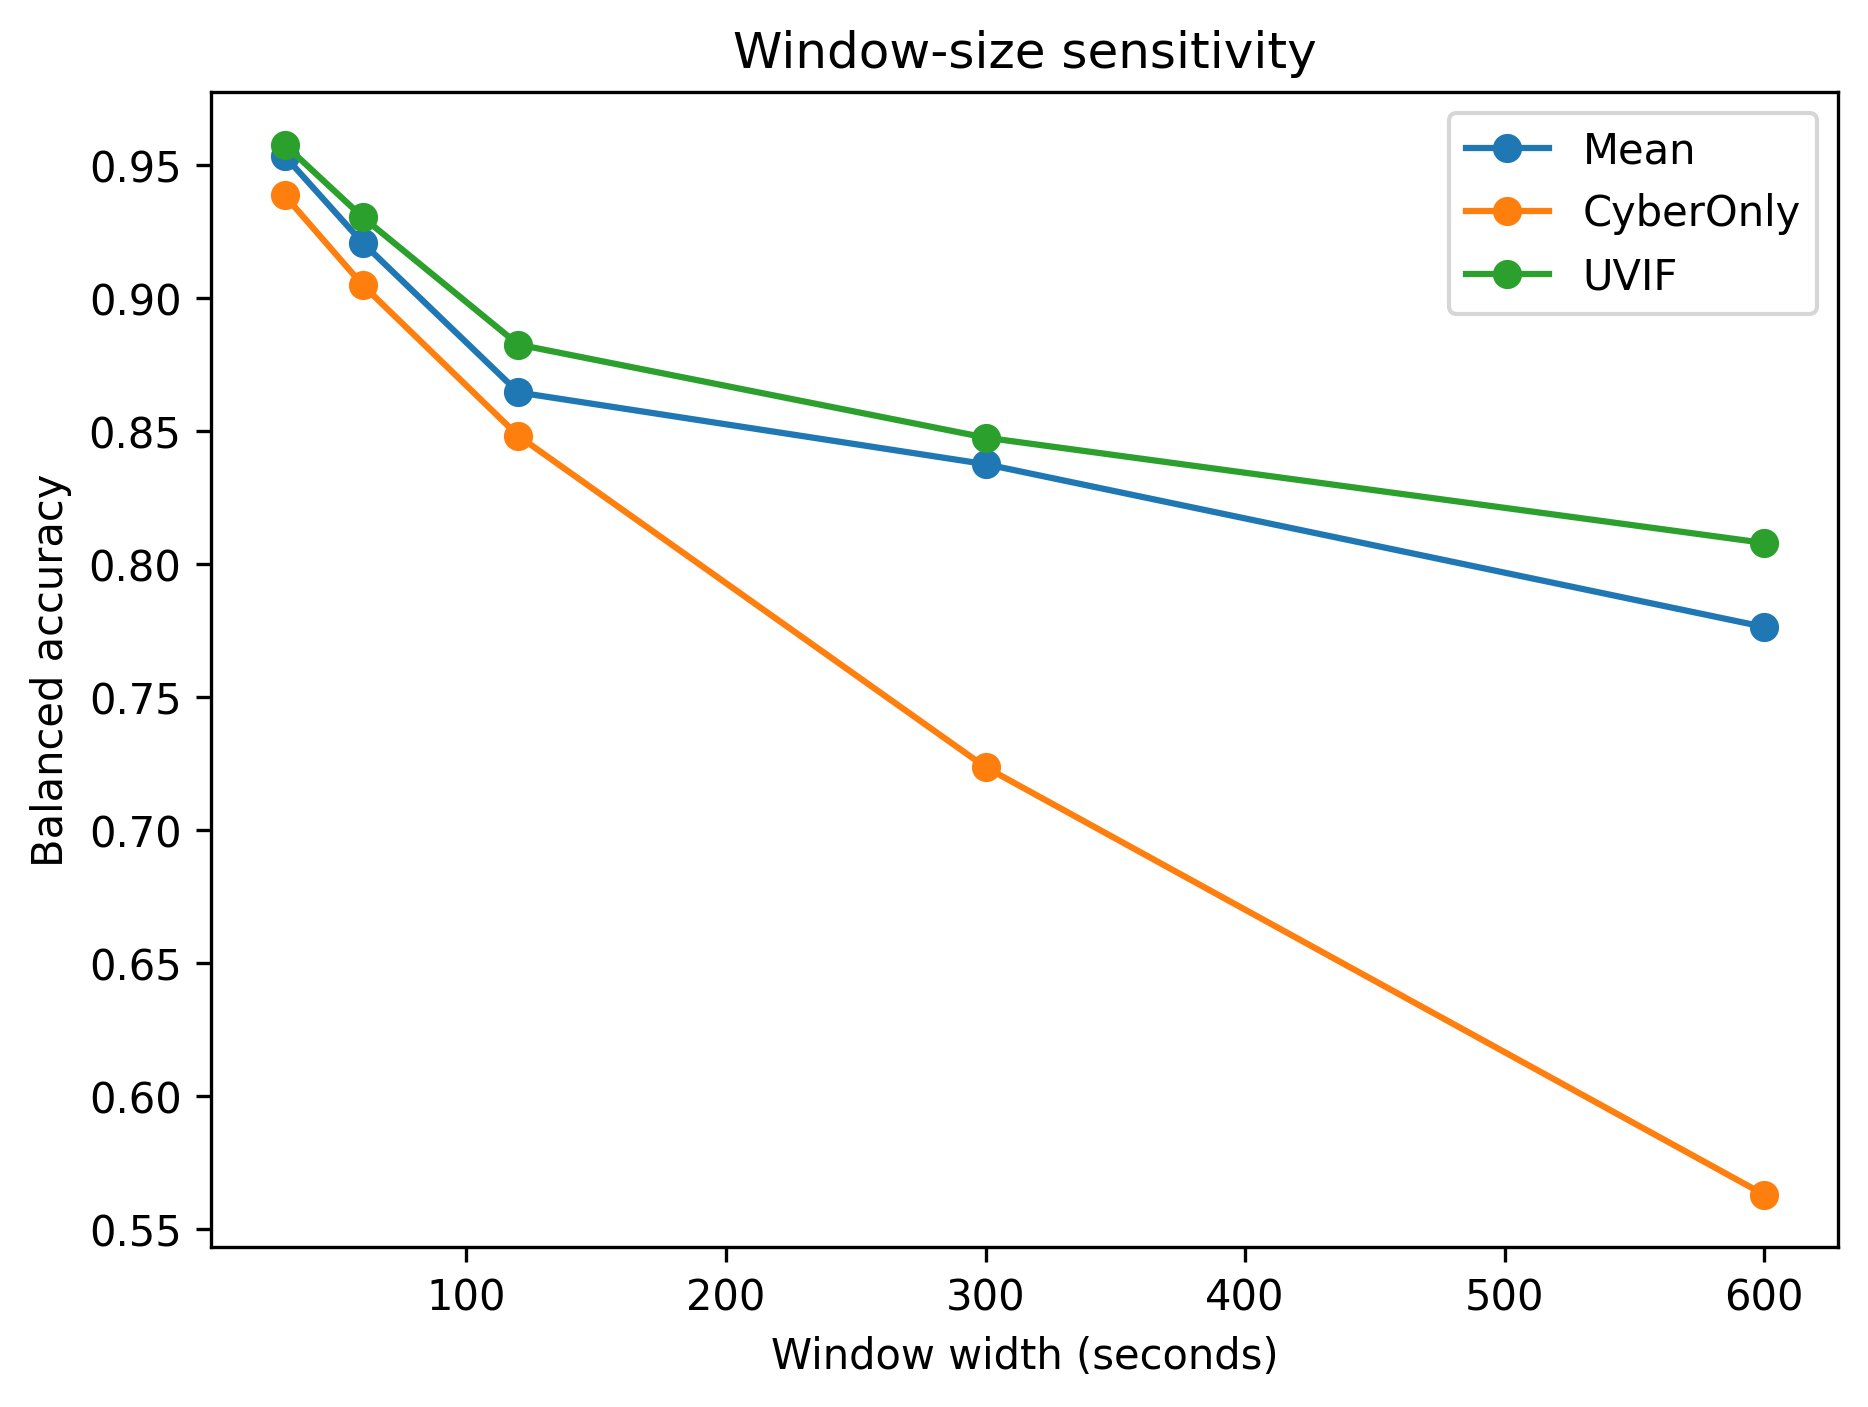 Window-size sensitivity
Mean
CyberOnly
UVIF
Balanced accuracy
0.95
0.90
0.85
0.80
0.75
0.70
0.65
0.60
0.55
100 200 300 400 500 600
Window width (seconds)